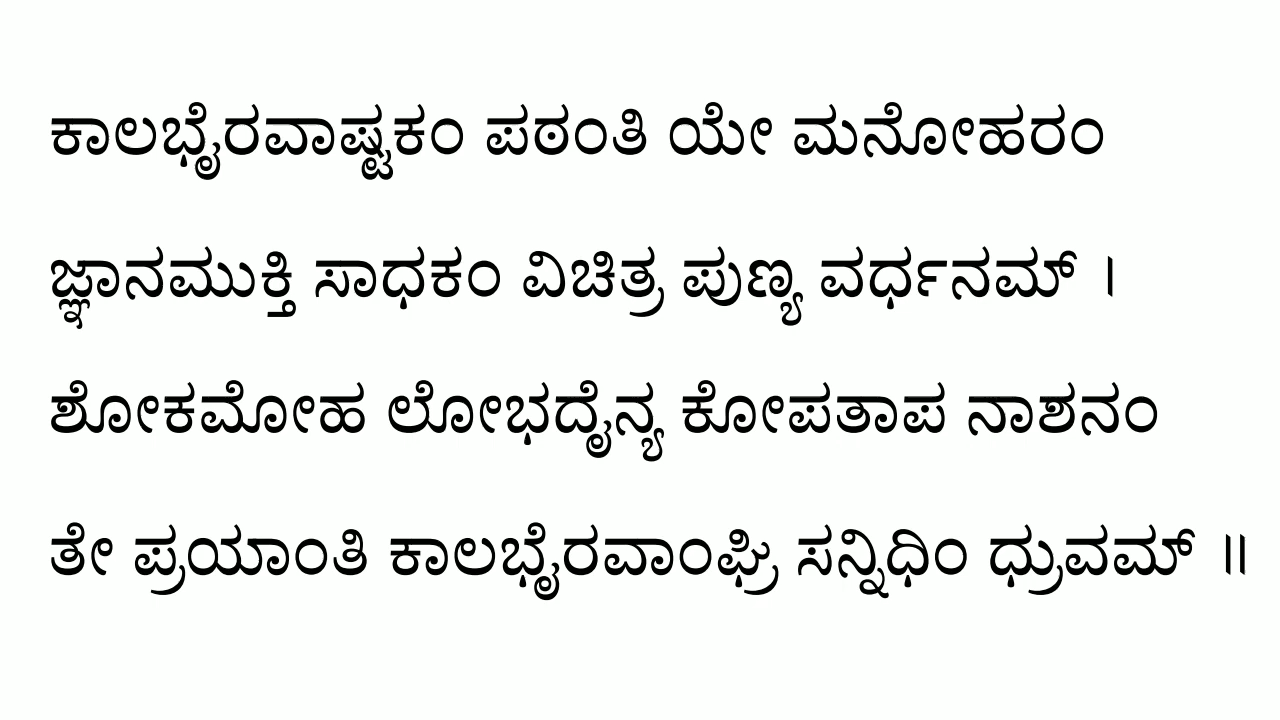 ಕಾಲಭೈರವಾಷ್ಟಕಂ ಪಠಂತಿ ಯೇ ಮನೋಹರಂ
ಜ್ಞಾನಮುಕ್ತಿ ಸಾಧಕಂ ವಿಚಿತ್ರ ಪುಣ್ಯ ವರ್ಧನಮ್ ।
ಶೋಕಮೋಹ ಲೋಭದೈನ್ಯ ಕೋಪತಾಪ ನಾಶನಂ
ತೇ ಪ್ರಯಾಂತಿ ಕಾಲಭೈರವಾಂಘ್ರಿ ಸನ್ನಿಧಿಂ ಧ್ರುವಮ್ ॥